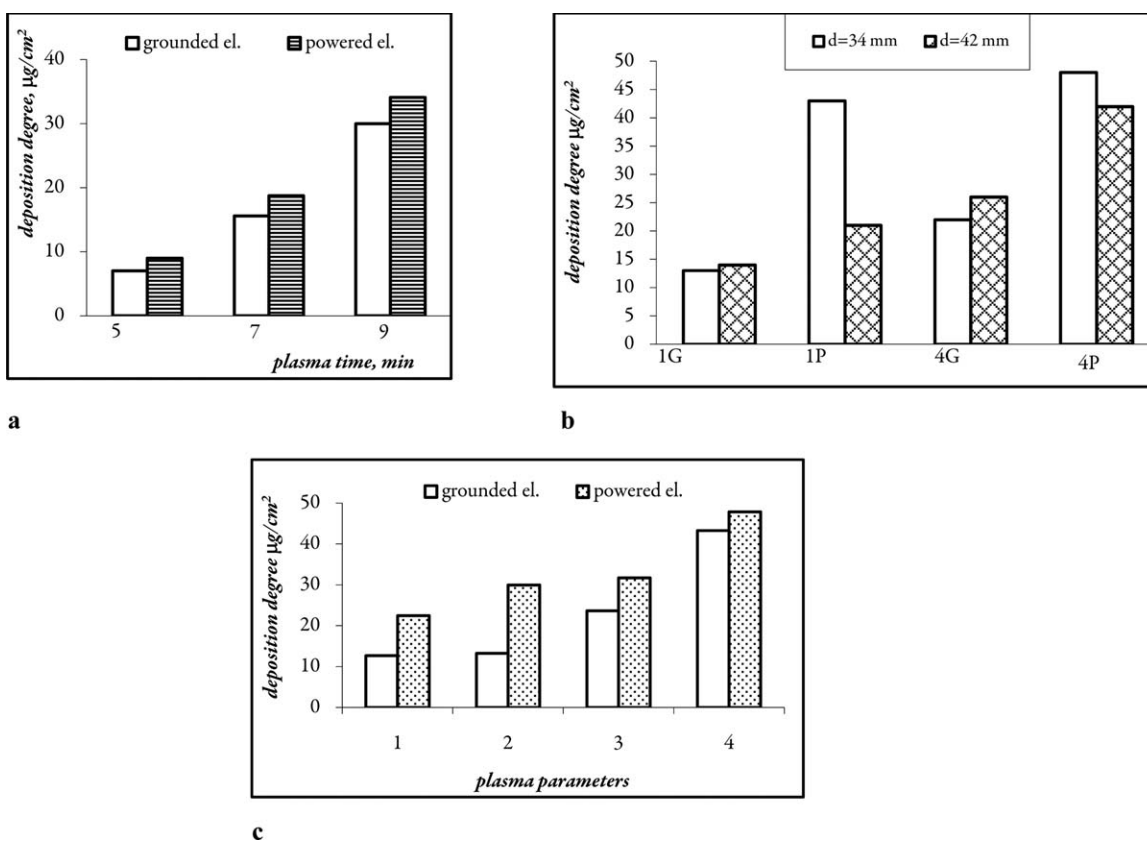 grounded el. powered el.
deposition degree, μg/cm²
40
30
20
10
0
5 7 9
plasma time, min
a
d=34 mm d=42 mm
deposition degree μg/cm²
50
45
40
35
30
25
20
15
10
5
0
1G 1P 4G 4P
b
grounded el. powered el.
deposition degree μg/cm²
50
40
30
20
10
0
1 2 3 4
plasma parameters
c